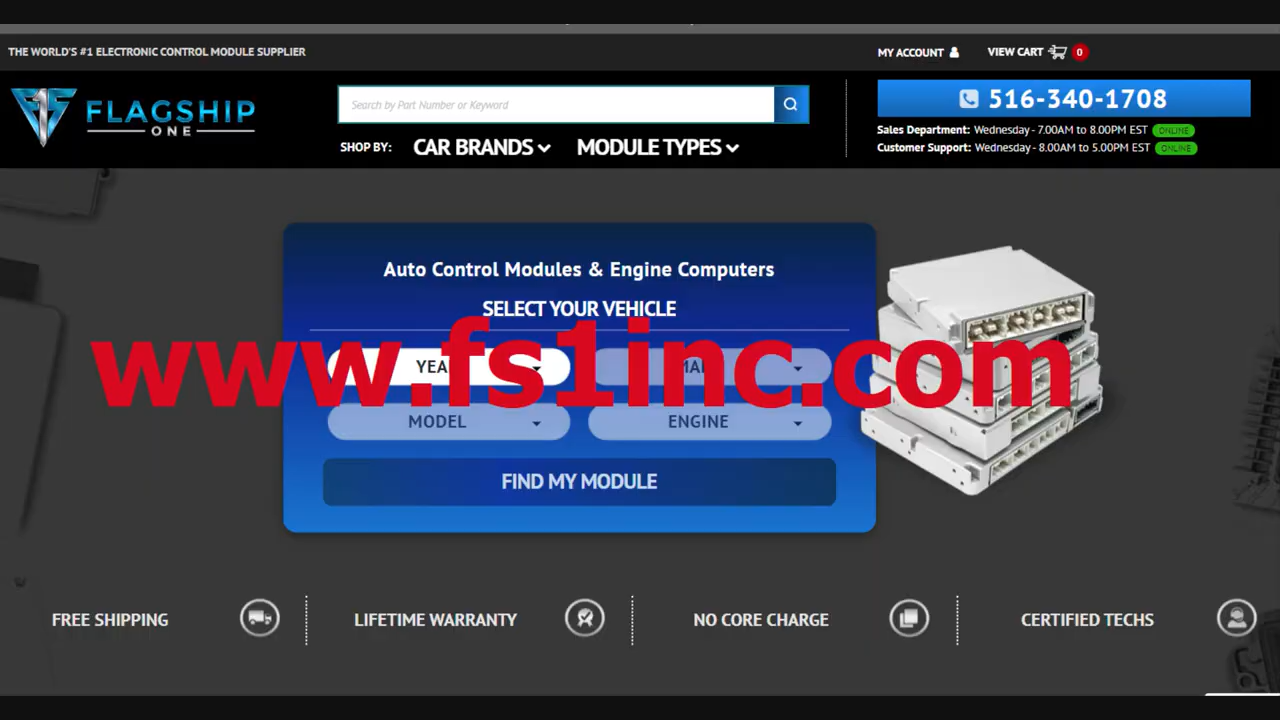 THE WORLD'S #1 ELECTRONIC CONTROL MODULE SUPPLIER
MY ACCOUNT
VIEW CART
0
FLAGSHIP
ONE
Search by Part Number or Keyword
516-340-1708
SHOP BY:
CAR BRANDS
MODULE TYPES
Sales Department: Wednesday - 7.00AM to 8.00PM EST ONLINE
Customer Support: Wednesday - 8.00AM to 5.00PM EST ONLINE
Auto Control Modules & Engine Computers
SELECT YOUR VEHICLE
www.fs1inc.com
MODEL
ENGINE
FIND MY MODULE
FREE SHIPPING
LIFETIME WARRANTY
NO CORE CHARGE
CERTIFIED TECHS